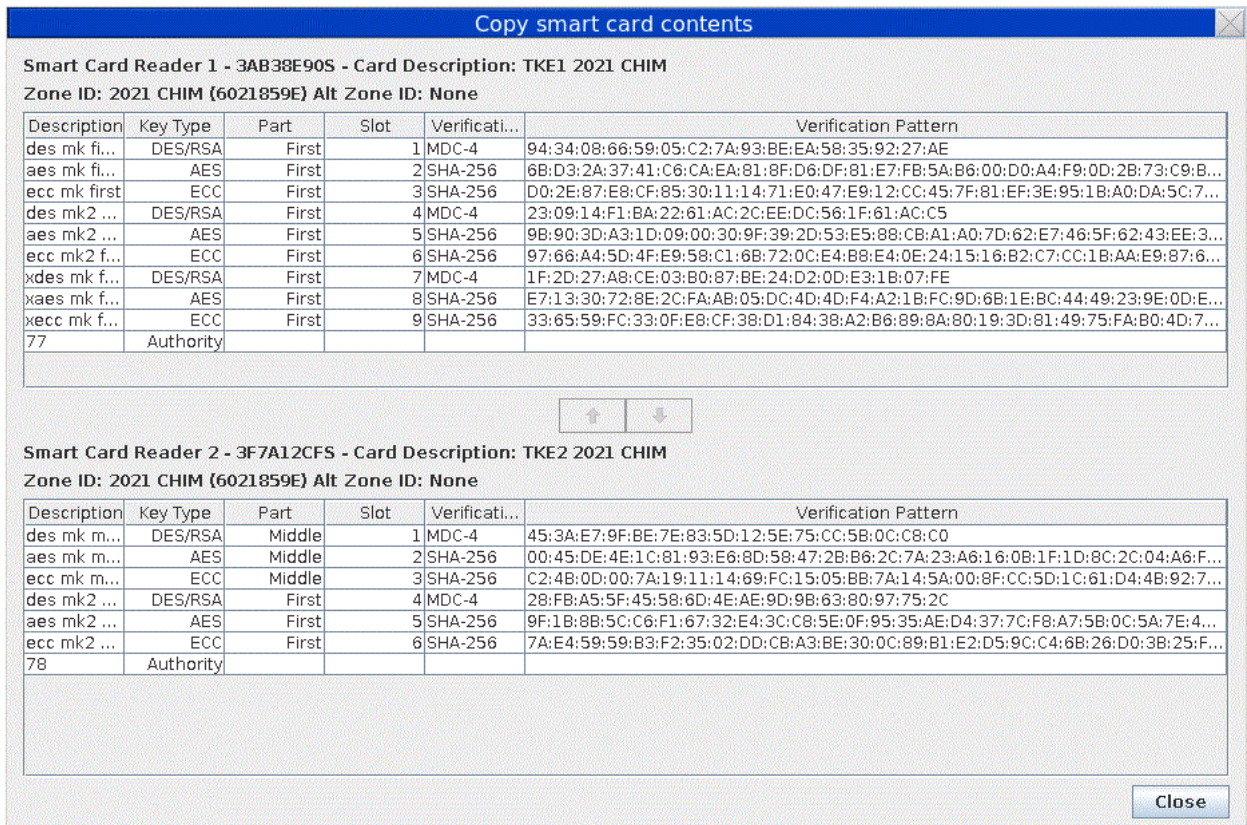 Copy smart card contents
Smart Card Reader 1 - 3AB38E90S - Card Description: TKE1 2021 CHIM
Zone ID: 2021 CHIM (6021859E) Alt Zone ID: None
Description Key Type Part Slot Verificati... Verification Pattern
des mk fi... DES/RSA First 1 MDC-4 94:34:08:66:59:05:C2:7A:93:BE:EA:58:35:92:27:AE
aes mk fi... AES First 2 SHA-256 6B:D3:2A:37:41:C6:CA:EA:81:8F:D6:DF:81:E7:FB:5A:B6:00:D0:A4:F9:0D:2B:73:C9:B...
ecc mk first ECC First 3 SHA-256 D0:2E:87:E8:CF:85:30:11:14:71:E0:47:E9:12:CC:45:7F:81:EF:3E:95:1B:A0:DA:5C:7...
des mk2 ... DES/RSA First 4 MDC-4 23:09:14:F1:BA:22:61:AC:2C:EE:DC:56:1F:61:AC:C5
aes mk2 ... AES First 5 SHA-256 9B:90:3D:A3:1D:09:00:30:9F:39:2D:53:E5:88:CB:A1:A0:7D:62:E7:46:5F:62:43:EE:3...
ecc mk2 f... ECC First 6 SHA-256 97:66:A4:5D:4F:E9:58:C1:6B:72:0C:E4:B8:E4:0E:24:15:16:B2:C7:CC:1B:AA:E9:87:6...
xdes mk f... DES/RSA First 7 MDC-4 1F:2D:27:A8:CE:03:B0:87:BE:24:D2:0D:E3:1B:07:FE
xaes mk f... AES First 8 SHA-256 E7:13:30:72:8E:2C:FA:AB:05:DC:4D:4D:F4:A2:1B:FC:9D:6B:1E:BC:44:49:23:9E:0D:E...
xecc mk f... ECC First 9 SHA-256 33:65:59:FC:33:0F:E8:CF:38:D1:84:38:A2:B6:89:8A:80:19:3D:81:49:75:FA:B0:4D:7...
77 Authority
Smart Card Reader 2 - 3F7A12CFS - Card Description: TKE2 2021 CHIM
Zone ID: 2021 CHIM (6021859E) Alt Zone ID: None
Description Key Type Part Slot Verificati... Verification Pattern
des mk m... DES/RSA Middle 1 MDC-4 45:3A:E7:9F:BE:7E:83:5D:12:5E:75:CC:5B:0C:C8:C0
aes mk m... AES Middle 2 SHA-256 00:45:DE:4E:1C:81:93:E6:8D:58:47:2B:B6:2C:7A:23:A6:16:0B:1F:1D:8C:2C:04:A6:F...
ecc mk m... ECC Middle 3 SHA-256 C2:4B:0D:00:7A:19:11:14:69:FC:15:05:BB:7A:14:5A:00:8F:CC:5D:1C:61:D4:4B:92:7...
des mk2 ... DES/RSA First 4 MDC-4 28:FB:A5:5F:45:58:6D:4E:AE:9D:9B:63:80:97:75:2C
aes mk2 ... AES First 5 SHA-256 9F:1B:8B:5C:C6:F1:67:32:E4:3C:C8:5E:0F:95:35:AE:D4:37:7C:F8:A7:5B:0C:5A:7E:4...
ecc mk2 ... ECC First 6 SHA-256 7A:E4:59:59:B3:F2:35:02:DD:CB:A3:BE:30:0C:89:B1:E2:D5:9C:C4:6B:26:D0:3B:25:F...
78 Authority
Close